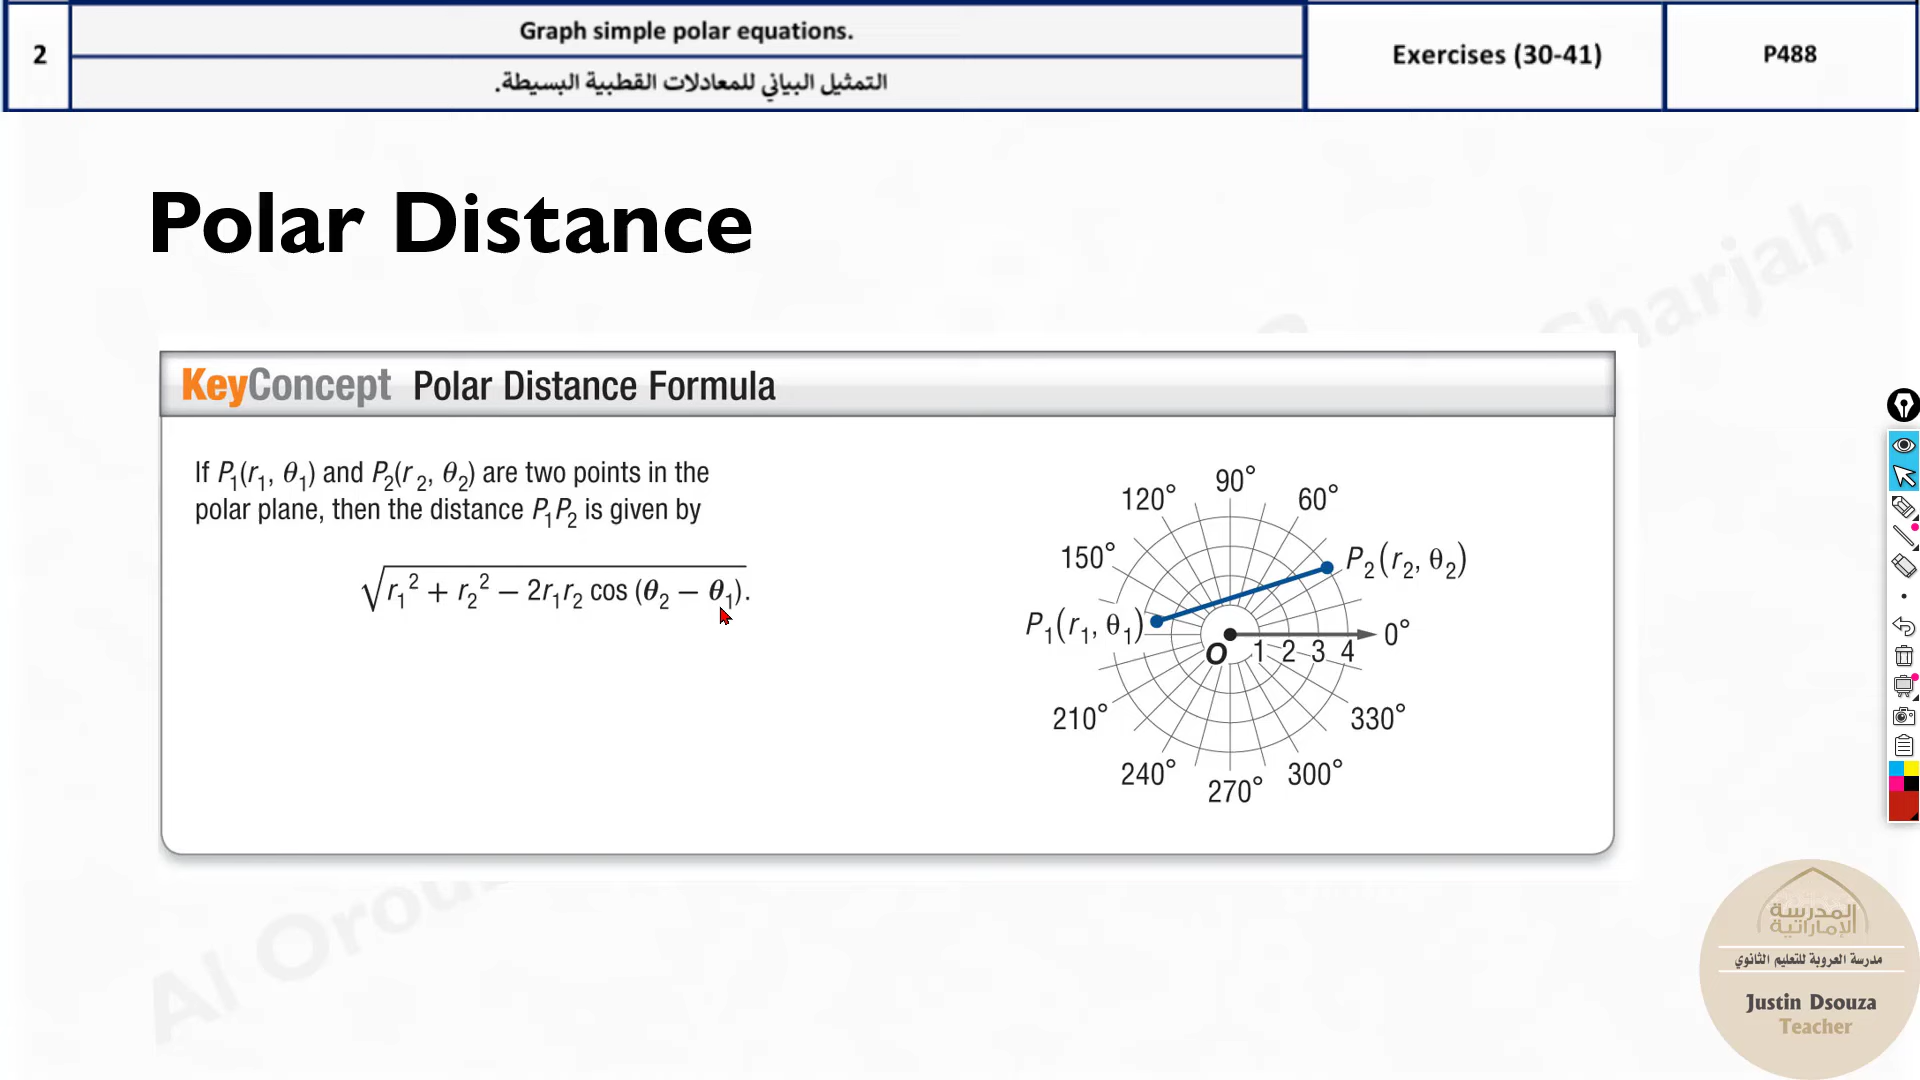 2
Graph simple polar equations.
التمثيل البياني للمعادلات القطبية البسيطة.
Exercises (30-41)
P488
Polar Distance
KeyConcept Polar Distance Formula
If P₁(r₁, θ₁) and P₂(r₂, θ₂) are two points in the
polar plane, then the distance P₁P₂ is given by
√(r₁² + r₂² − 2r₁r₂ cos (θ₂ − θ₁)).
90°
120°
60°
150°
P₂(r₂, θ₂)
P₁(r₁, θ₁)
0°
O
1 2 3 4
210°
330°
240°
300°
270°
Sharjah
Al Orou
المدرسة
الإماراتية
مدرسة العروبة للتعليم الثانوي
Justin Dsouza
Teacher